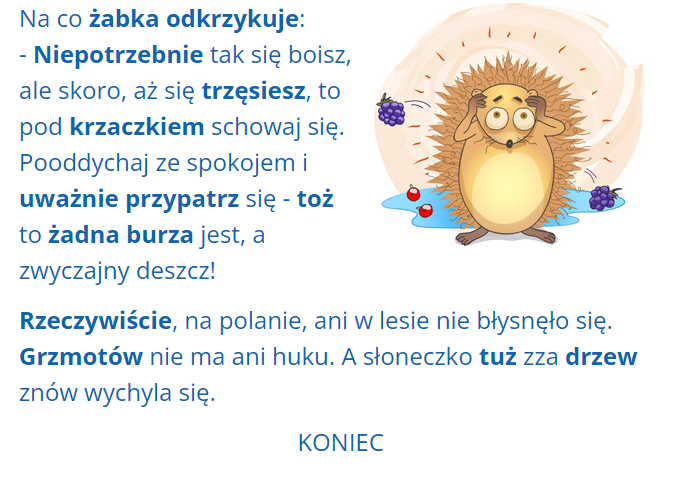 Na co żabka odkrzykuje:
- Niepotrzebnie tak się boisz,
ale skoro, aż się trzęsiesz, to
pod krzaczkiem schowaj się.
Pooddychaj ze spokojem i
uważnie przypatrz się - toż
to żadna burza jest, a
zwyczajny deszcz!
Rzeczywiście, na polanie, ani w lesie nie błysnęło się.
Grzmotów nie ma ani huku. A słoneczko tuż zza drzew
znów wychyla się.
KONIEC